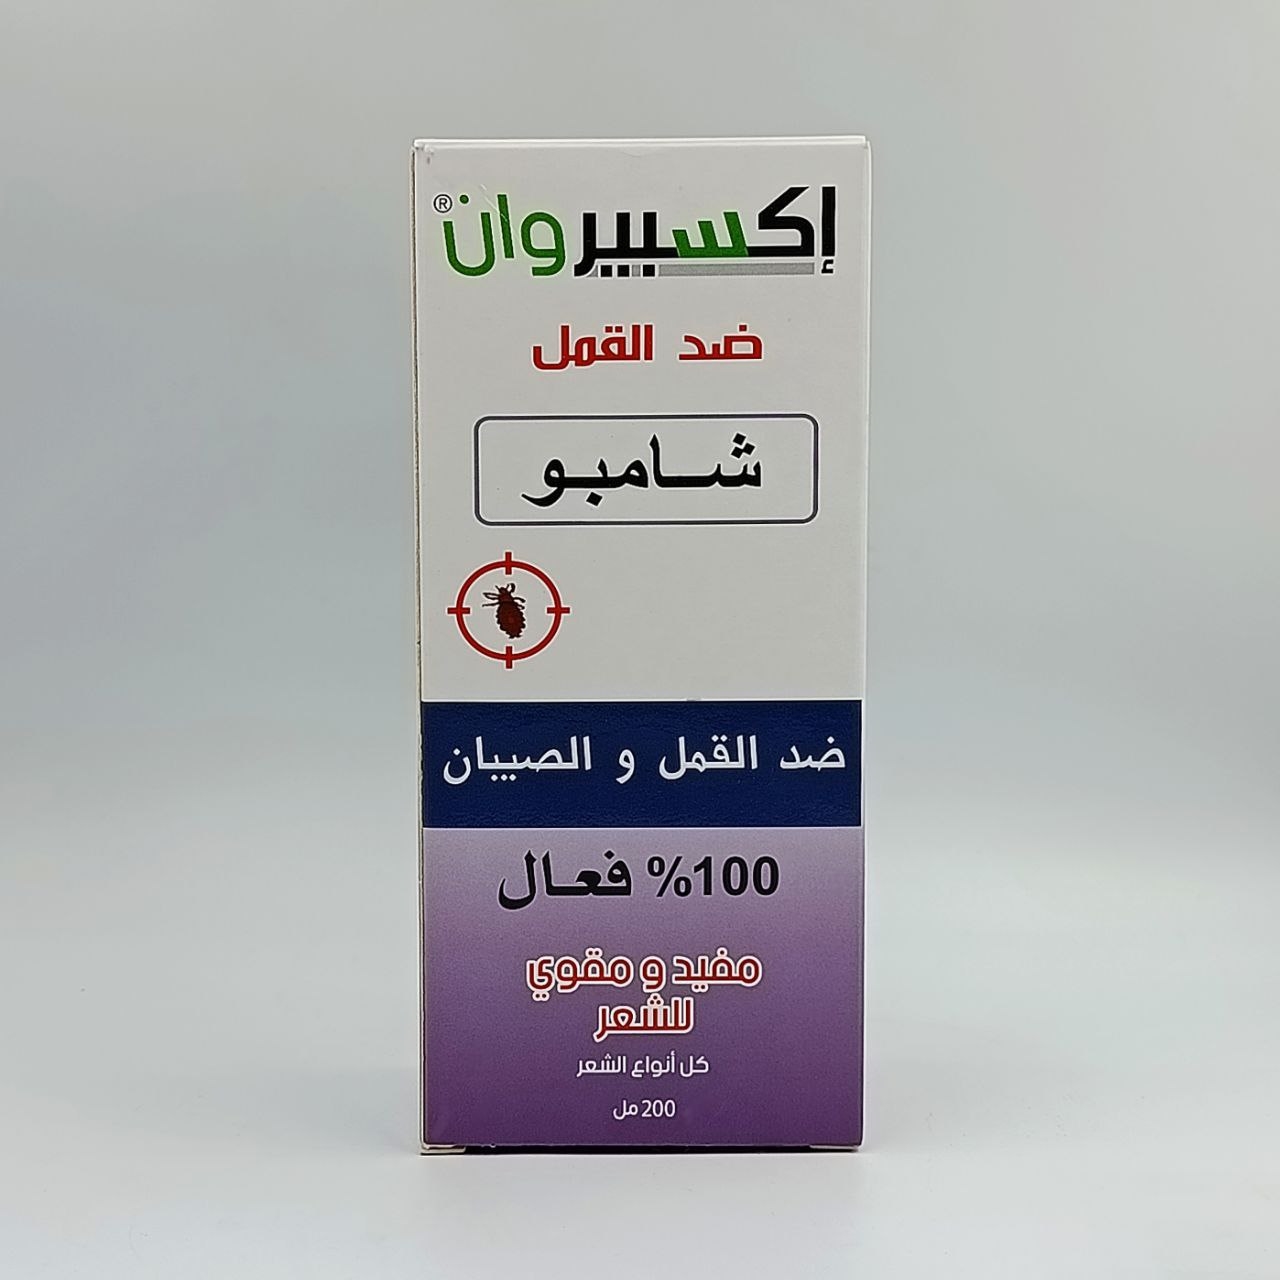 إكسبيروان®
ضد القمل
شامبو
ضد القمل و الصيبان
100% فعال
مفيد و مقوي
للشعر
كل أنواع الشعر
200 مل